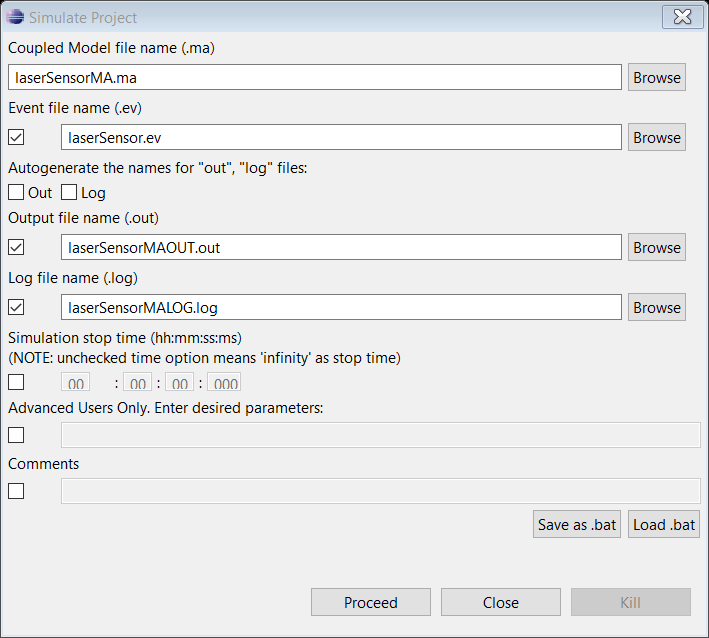 Simulate Project
Coupled Model file name (.ma)
laserSensorMA.ma Browse
Event file name (.ev)
laserSensor.ev Browse
Autogenerate the names for "out", "log" files:
Out Log
Output file name (.out)
laserSensorMAOUT.out Browse
Log file name (.log)
laserSensorMALOG.log Browse
Simulation stop time (hh:mm:ss:ms)
(NOTE: unchecked time option means 'infinity' as stop time)
00 : 00 : 00 : 000
Advanced Users Only. Enter desired parameters:
Comments
Save as .bat Load .bat
Proceed Close Kill